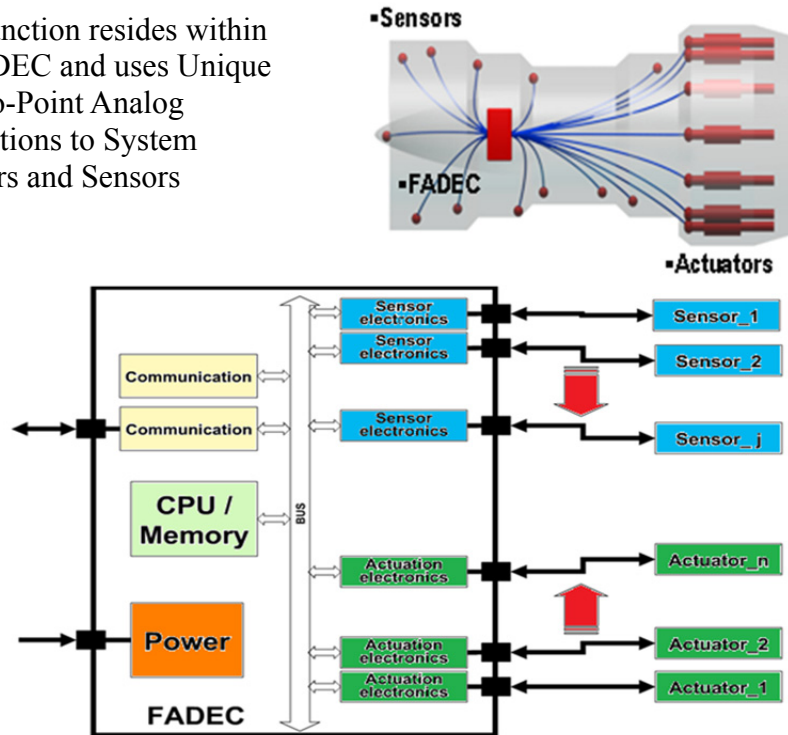 unction resides within
DEC and uses Unique
o-Point Analog
tions to System
rs and Sensors
▪Sensors
▪FADEC
▪Actuators
Sensor
electronics
Sensor_1
Sensor
electronics
Sensor_2
Communication
Communication
Sensor
electronics
Sensor_j
CPU /
Memory
BUS
Actuation
electronics
Actuator_n
Power
Actuation
electronics
Actuator_2
Actuation
electronics
Actuator_1
FADEC